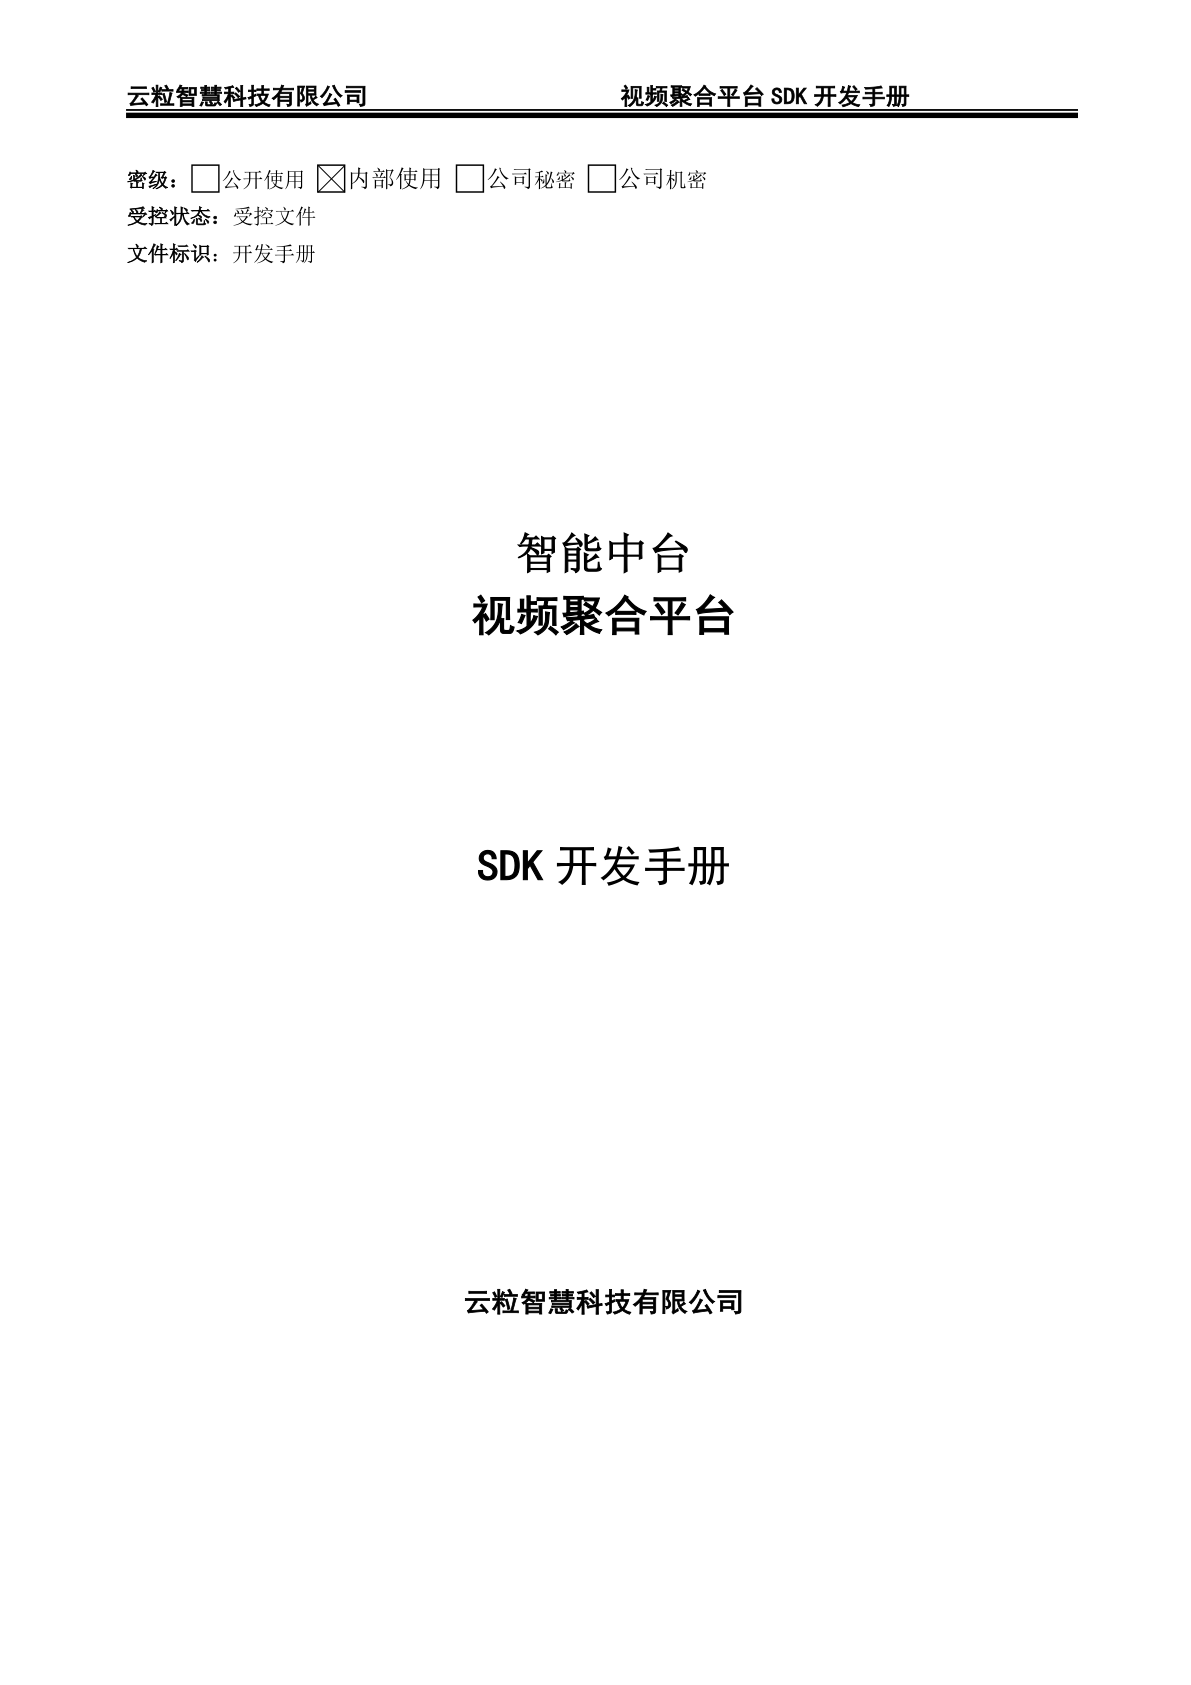 云粒智慧科技有限公司 视频聚合平台 SDK 开发手册
密级：☐公开使用 ☒内部使用 ☐公司秘密 ☐公司机密
受控状态：受控文件
文件标识：开发手册
智能中台
视频聚合平台
SDK 开发手册
云粒智慧科技有限公司